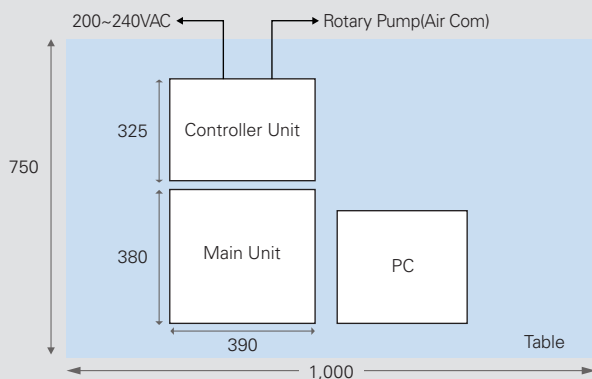 200~240VAC
Rotary Pump(Air Com)
325
Controller Unit
750
380
Main Unit
PC
390
Table
1,000